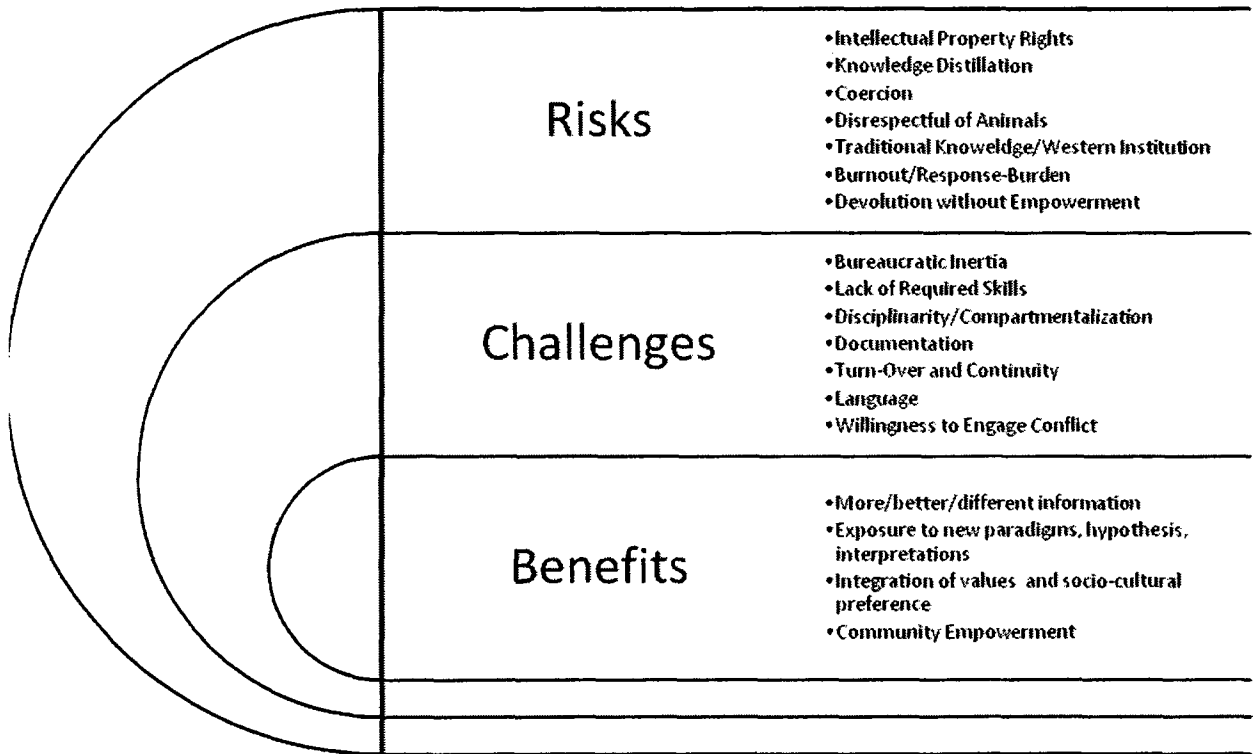 Risks
•Intellectual Property Rights
•Knowledge Distillation
•Coercion
•Disrespectful of Animals
•Traditional Knoweldge/Western Institution
•Burnout/Response-Burden
•Devolution without Empowerment
Challenges
•Bureaucratic Inertia
•Lack of Required Skills
•Disciplinarity/Compartmentalization
•Documentation
•Turn-Over and Continuity
•Language
•Willingness to Engage Conflict
Benefits
•More/better/different information
•Exposure to new paradigms, hypothesis,
interpretations
•Integration of values and socio-cultural
preference
•Community Empowerment